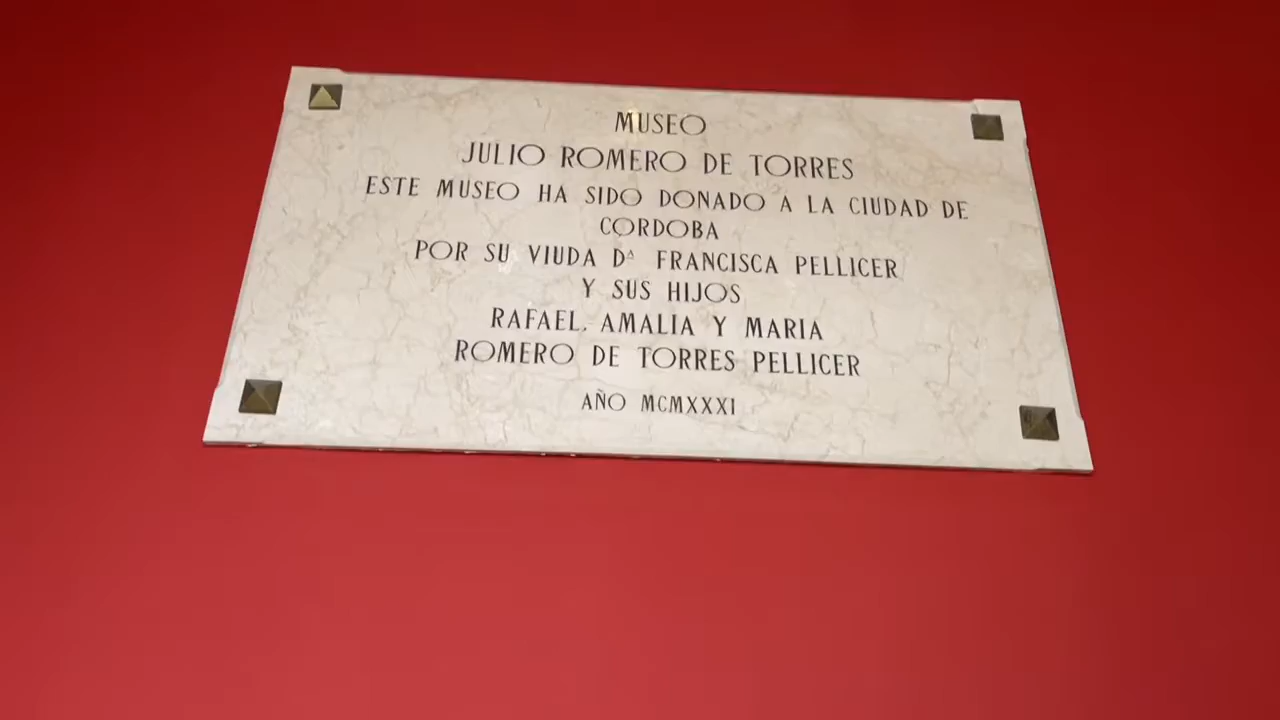 MUSEO
JULIO ROMERO DE TORRES
ESTE MUSEO HA SIDO DONADO A LA CIUDAD DE
CORDOBA
POR SU VIUDA Dᴬ FRANCISCA PELLICER
Y SUS HIJOS
RAFAEL, AMALIA Y MARIA
ROMERO DE TORRES PELLICER
AÑO MCMXXXI